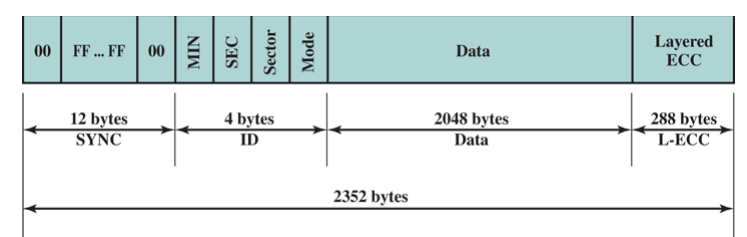 00 FF ... FF 00 MIN SEC Sector Mode Data Layered ECC
12 bytes 4 bytes 2048 bytes 288 bytes
SYNC ID Data L-ECC
2352 bytes